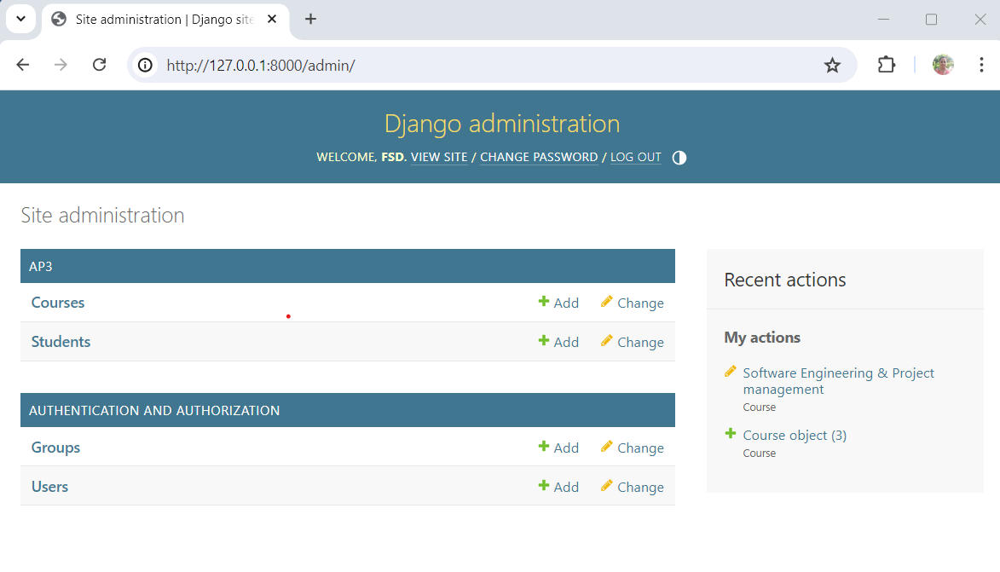 Site administration | Django site
http://127.0.0.1:8000/admin/
Django administration
WELCOME, FSD. VIEW SITE / CHANGE PASSWORD / LOG OUT
Site administration
AP3
Courses Add Change
Students Add Change
AUTHENTICATION AND AUTHORIZATION
Groups Add Change
Users Add Change
Recent actions
My actions
Software Engineering & Project
management
Course
Course object (3)
Course